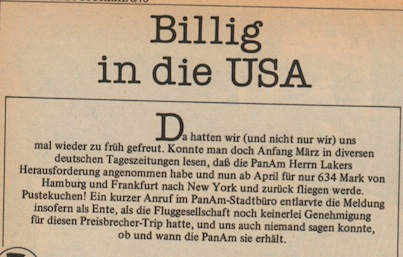 Billig
in die USA
Da hatten wir (und nicht nur wir) uns
mal wieder zu früh gefreut. Konnte man doch Anfang März in diversen
deutschen Tageszeitungen lesen, daß die PanAm Herrn Lakers
Herausforderung angenommen habe und nun ab April für nur 634 Mark von
Hamburg und Frankfurt nach New York und zurück fliegen werde.
Pustekuchen! Ein kurzer Anruf im PanAm-Stadtbüro entlarvte die Meldung
insofern als Ente, als die Fluggesellschaft noch keinerlei Genehmigung
für diesen Preisbrecher-Trip hatte, und uns auch niemand sagen konnte,
ob und wann die PanAm sie erhält.